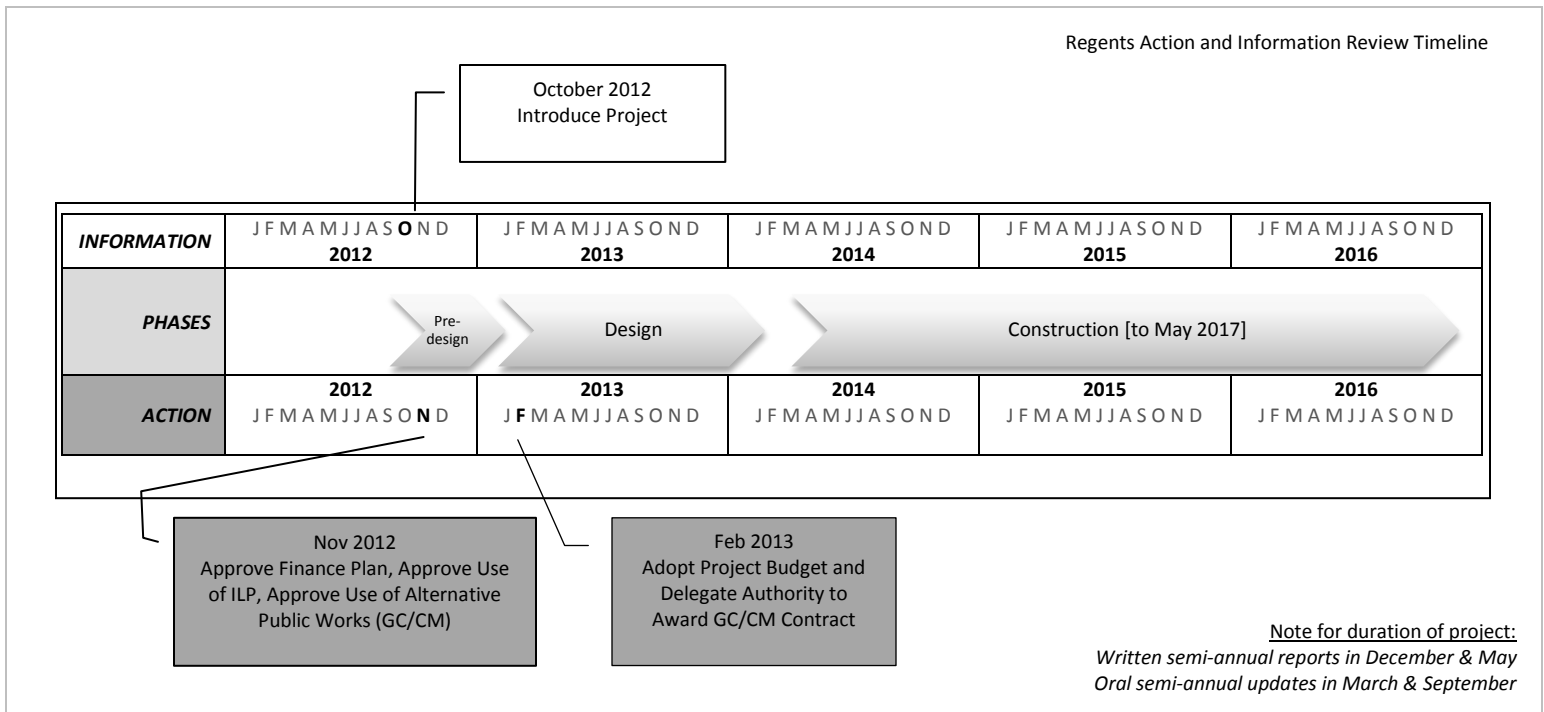 Regents Action and Information Review Timeline
October 2012
Introduce Project
INFORMATION
J F M A M J J A S O N D
2012
J F M A M J J A S O N D
2013
J F M A M J J A S O N D
2014
J F M A M J J A S O N D
2015
J F M A M J J A S O N D
2016
PHASES
Pre-
design
Design
Construction [to May 2017]
ACTION
2012
J F M A M J J A S O N D
2013
J F M A M J J A S O N D
2014
J F M A M J J A S O N D
2015
J F M A M J J A S O N D
2016
J F M A M J J A S O N D
Nov 2012
Approve Finance Plan, Approve Use
of ILP, Approve Use of Alternative
Public Works (GC/CM)
Feb 2013
Adopt Project Budget and
Delegate Authority to
Award GC/CM Contract
Note for duration of project:
Written semi-annual reports in December & May
Oral semi-annual updates in March & September